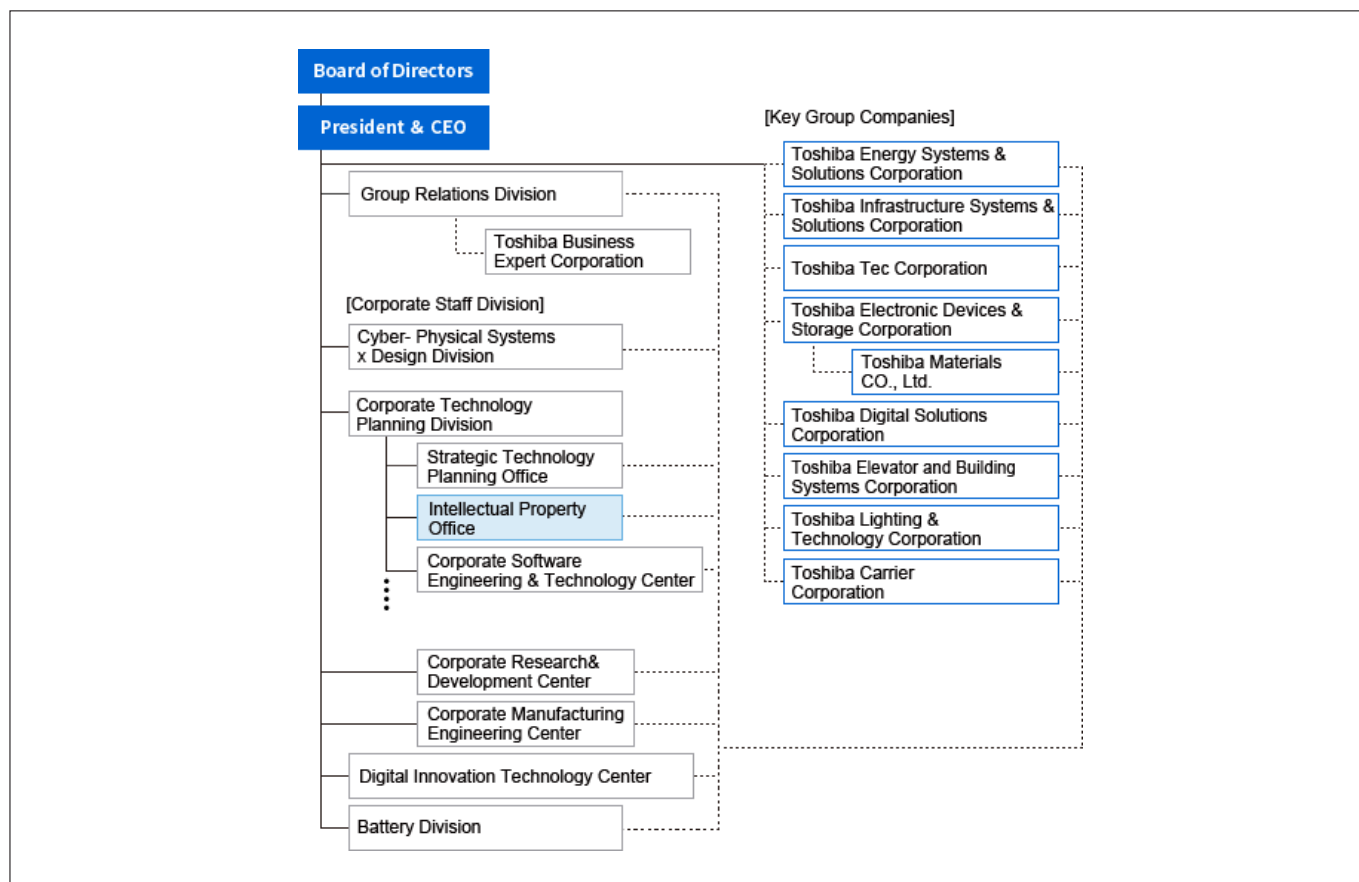 Board of Directors
President & CEO
Group Relations Division
Toshiba Business
Expert Corporation
[Corporate Staff Division]
Cyber- Physical Systems
x Design Division
Corporate Technology
Planning Division
Strategic Technology
Planning Office
Intellectual Property
Office
Corporate Software
Engineering & Technology Center
Corporate Research&
Development Center
Corporate Manufacturing
Engineering Center
Digital Innovation Technology Center
Battery Division
[Key Group Companies]
Toshiba Energy Systems &
Solutions Corporation
Toshiba Infrastructure Systems &
Solutions Corporation
Toshiba Tec Corporation
Toshiba Electronic Devices &
Storage Corporation
Toshiba Materials
CO., Ltd.
Toshiba Digital Solutions
Corporation
Toshiba Elevator and Building
Systems Corporation
Toshiba Lighting &
Technology Corporation
Toshiba Carrier
Corporation